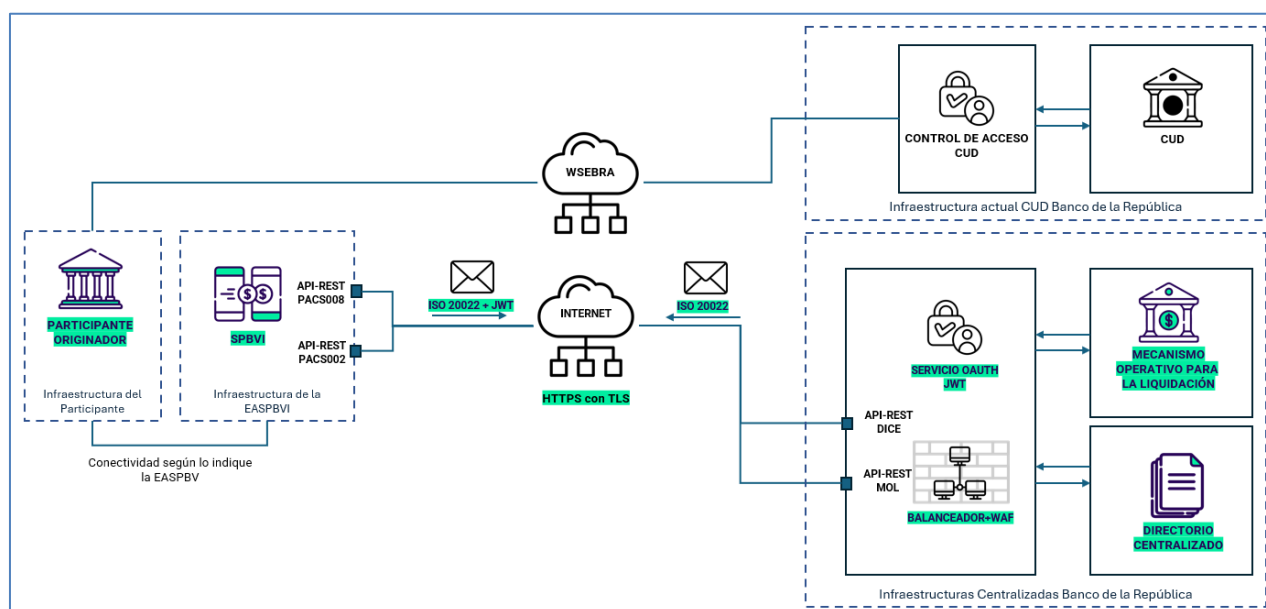 CONTROL DE ACCESO
CUD
CUD
Infraestructura actual CUD Banco de la República
WSEBRA
PARTICIPANTE
ORIGINADOR
Infraestructura del
Participante
SPBVI
API-REST
PACS008
API-REST
PACS002
Infraestructura de la
EASPBVI
Conectividad según lo indique
la EASPBV
ISO 20022 + JWT
INTERNET
HTTPS con TLS
ISO 20022
SERVICIO OAUTH
JWT
API-REST
DICE
API-REST
MOL
BALANCEADOR+WAF
MECANISMO
OPERATIVO PARA
LA LIQUIDACIÓN
DIRECTORIO
CENTRALIZADO
Infraestructuras Centralizadas Banco de la República